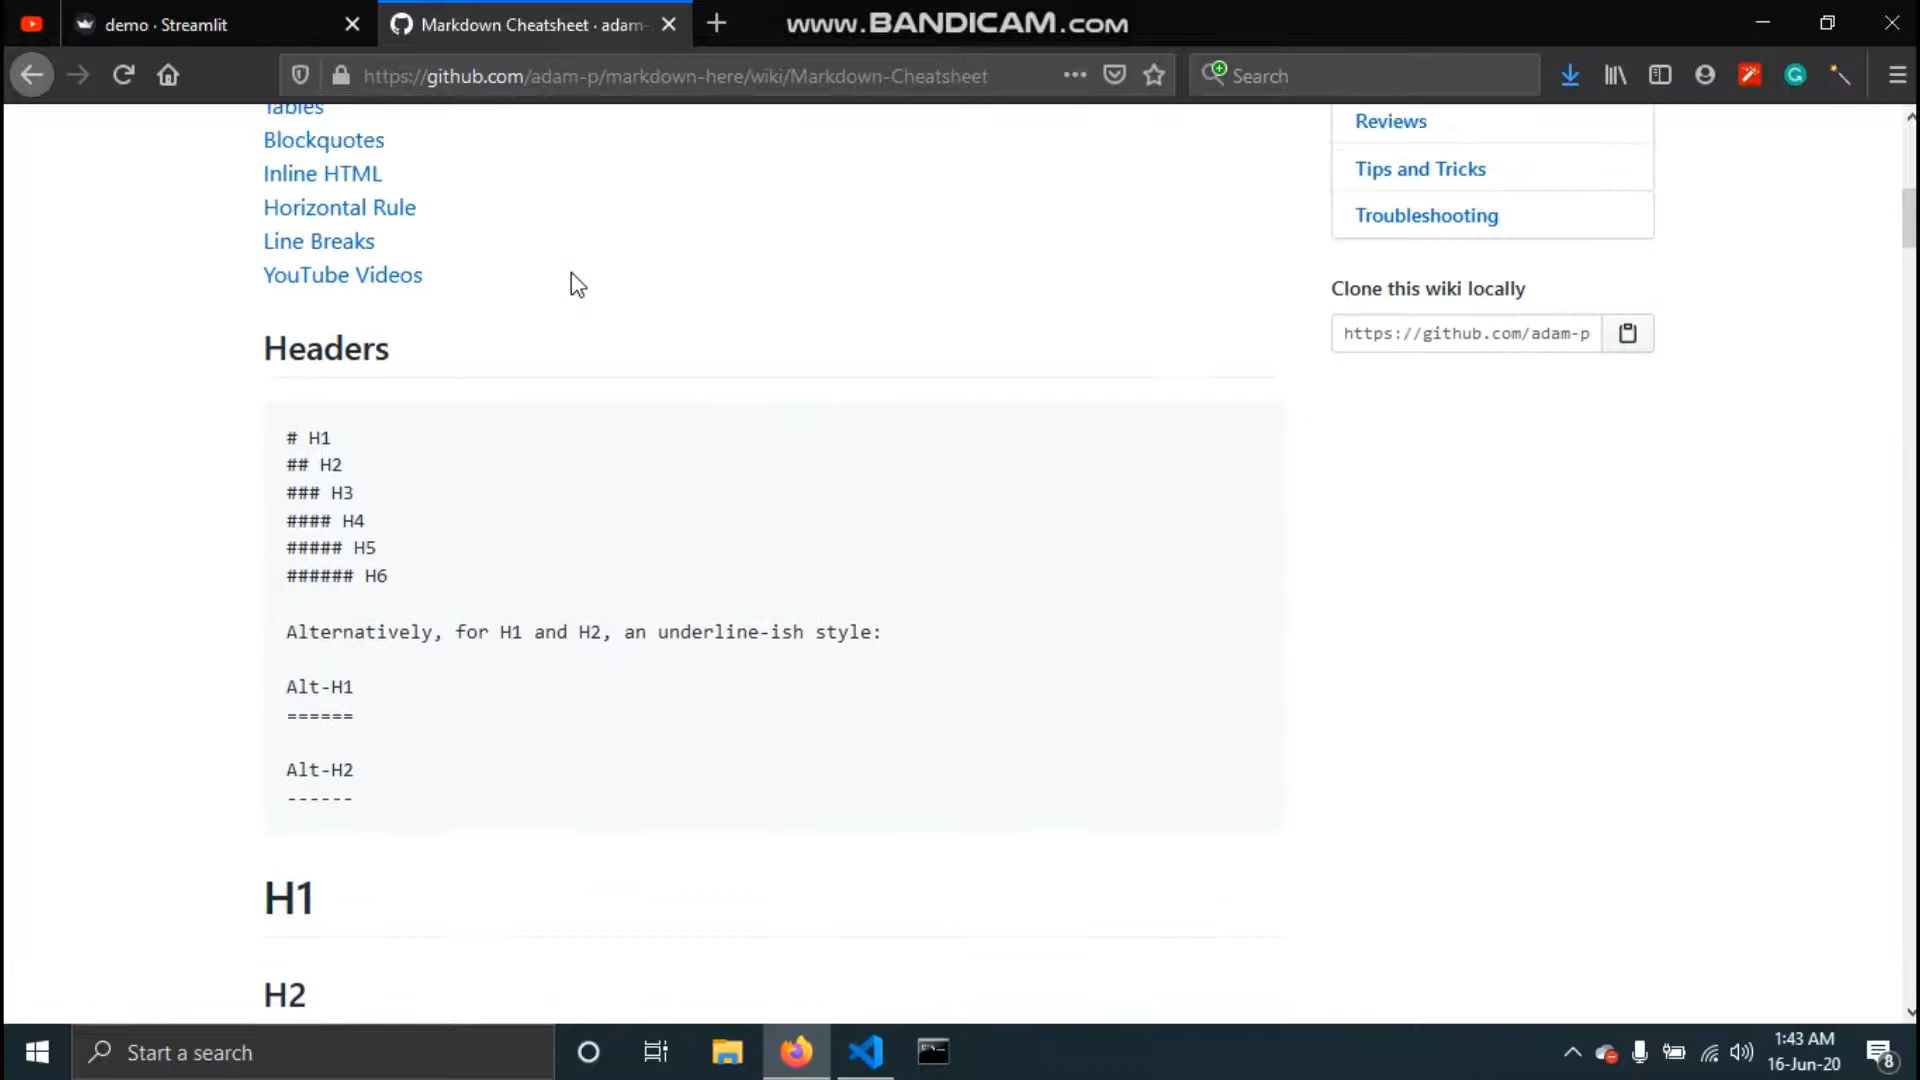 demo · Streamlit
Markdown Cheatsheet · adam-
www.BANDICAM.com
https://github.com/adam-p/markdown-here/wiki/Markdown-Cheatsheet
Search
Tables
Blockquotes
Inline HTML
Horizontal Rule
Line Breaks
YouTube Videos
Reviews
Tips and Tricks
Troubleshooting
Clone this wiki locally
https://github.com/adam-p
Headers
# H1
## H2
### H3
#### H4
##### H5
###### H6
Alternatively, for H1 and H2, an underline-ish style:
Alt-H1
======
Alt-H2
------
H1
H2
Start a search
1:43 AM
16-Jun-20
8